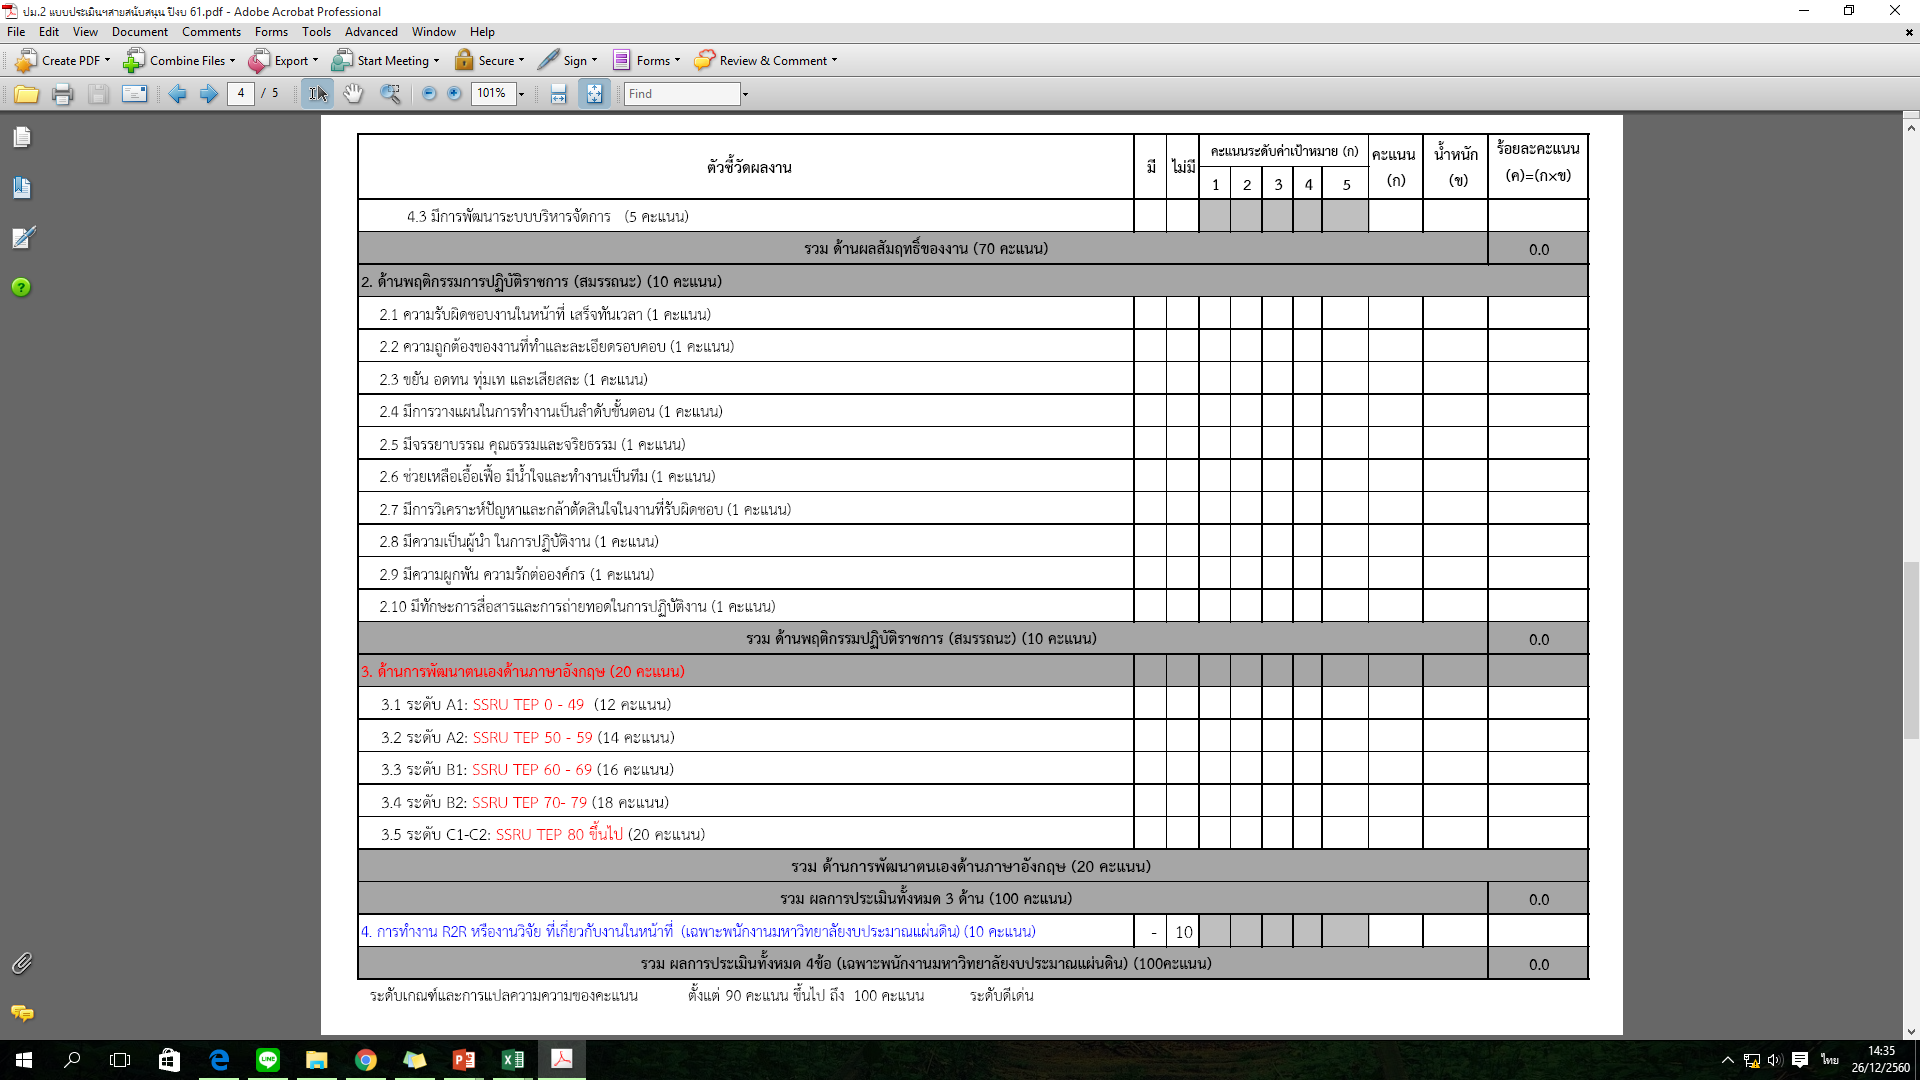 ปม.2 แบบประเมินฯสายสนับสนุน ปีงบ 61.pdf - Adobe Acrobat Professional
File Edit View Document Comments Forms Tools Advanced Window Help
Create PDF Combine Files Export Start Meeting Secure Sign Forms Review & Comment
4 / 5 101% Find
ตัวชี้วัดผลงาน มี ไม่มี คะแนนระดับค่าเป้าหมาย (ก) คะแนน (ก) น้ำหนัก (ข) ร้อยละคะแนน (ค)=(ก×ข)
1 2 3 4 5
4.3 มีการพัฒนาระบบบริหารจัดการ (5 คะแนน)
รวม ด้านผลสัมฤทธิ์ของงาน (70 คะแนน) 0.0
2. ด้านพฤติกรรมการปฏิบัติราชการ (สมรรถนะ) (10 คะแนน)
2.1 ความรับผิดชอบงานในหน้าที่ เสร็จทันเวลา (1 คะแนน)
2.2 ความถูกต้องของงานที่ทำและละเอียดรอบคอบ (1 คะแนน)
2.3 ขยัน อดทน ทุ่มเท และเสียสละ (1 คะแนน)
2.4 มีการวางแผนในการทำงานเป็นลำดับขั้นตอน (1 คะแนน)
2.5 มีจรรยาบรรณ คุณธรรมและจริยธรรม (1 คะแนน)
2.6 ช่วยเหลือเอื้อเฟื้อ มีน้ำใจและทำงานเป็นทีม (1 คะแนน)
2.7 มีการวิเคราะห์ปัญหาและกล้าตัดสินใจในงานที่รับผิดชอบ (1 คะแนน)
2.8 มีความเป็นผู้นำ ในการปฏิบัติงาน (1 คะแนน)
2.9 มีความผูกพัน ความรักต่อองค์กร (1 คะแนน)
2.10 มีทักษะการสื่อสารและการถ่ายทอดในการปฏิบัติงาน (1 คะแนน)
รวม ด้านพฤติกรรมปฏิบัติราชการ (สมรรถนะ) (10 คะแนน) 0.0
3. ด้านการพัฒนาตนเองด้านภาษาอังกฤษ (20 คะแนน)
3.1 ระดับ A1: SSRU TEP 0 - 49 (12 คะแนน)
3.2 ระดับ A2: SSRU TEP 50 - 59 (14 คะแนน)
3.3 ระดับ B1: SSRU TEP 60 - 69 (16 คะแนน)
3.4 ระดับ B2: SSRU TEP 70- 79 (18 คะแนน)
3.5 ระดับ C1-C2: SSRU TEP 80 ขึ้นไป (20 คะแนน)
รวม ด้านการพัฒนาตนเองด้านภาษาอังกฤษ (20 คะแนน)
รวม ผลการประเมินทั้งหมด 3 ด้าน (100 คะแนน) 0.0
4. การทำงาน R2R หรืองานวิจัย ที่เกี่ยวกับงานในหน้าที่ (เฉพาะพนักงานมหาวิทยาลัยงบประมาณแผ่นดิน) (10 คะแนน) - 10
รวม ผลการประเมินทั้งหมด 4ข้อ (เฉพาะพนักงานมหาวิทยาลัยงบประมาณแผ่นดิน) (100คะแนน) 0.0
ระดับเกณฑ์และการแปลความความของคะแนน ตั้งแต่ 90 คะแนน ขึ้นไป ถึง 100 คะแนน ระดับดีเด่น
LINE ไทย 14:35
26/12/2560